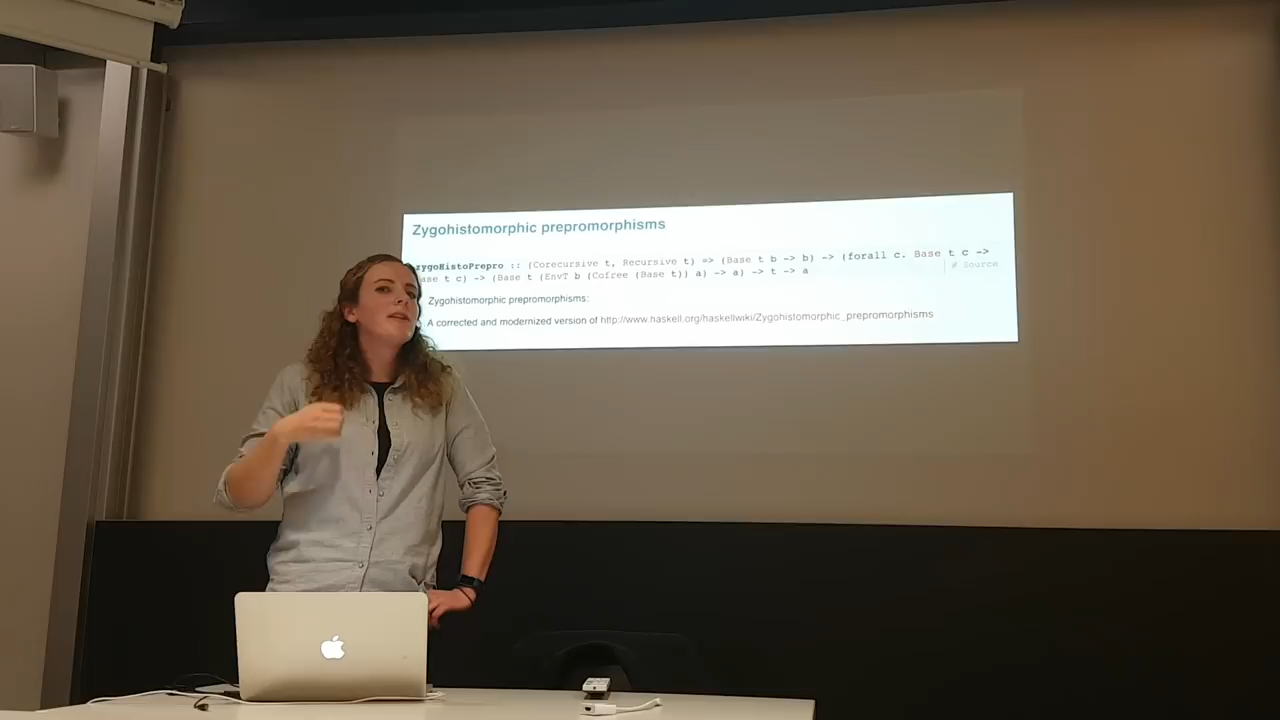 Zygohistomorphic prepromorphisms
zygoHistoPrepro :: (Corecursive t, Recursive t) => (Base t b -> b) -> (forall c. Base t c ->
ase t c) -> (Base t (EnvT b (Cofree (Base t)) a) -> a) -> t -> a
# Source
Zygohistomorphic prepromorphisms:
A corrected and modernized version of http://www.haskell.org/haskellwiki/Zygohistomorphic_prepromorphisms